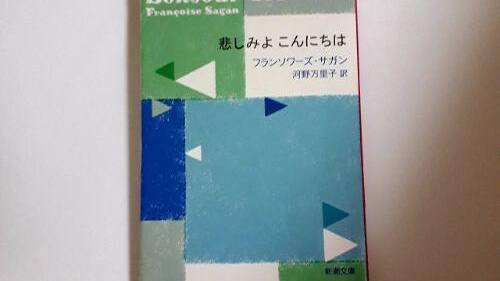 Françoise Sagan
悲しみよ こんにちは
フランソワーズ・サガン
河野万里子 訳
新潮文庫